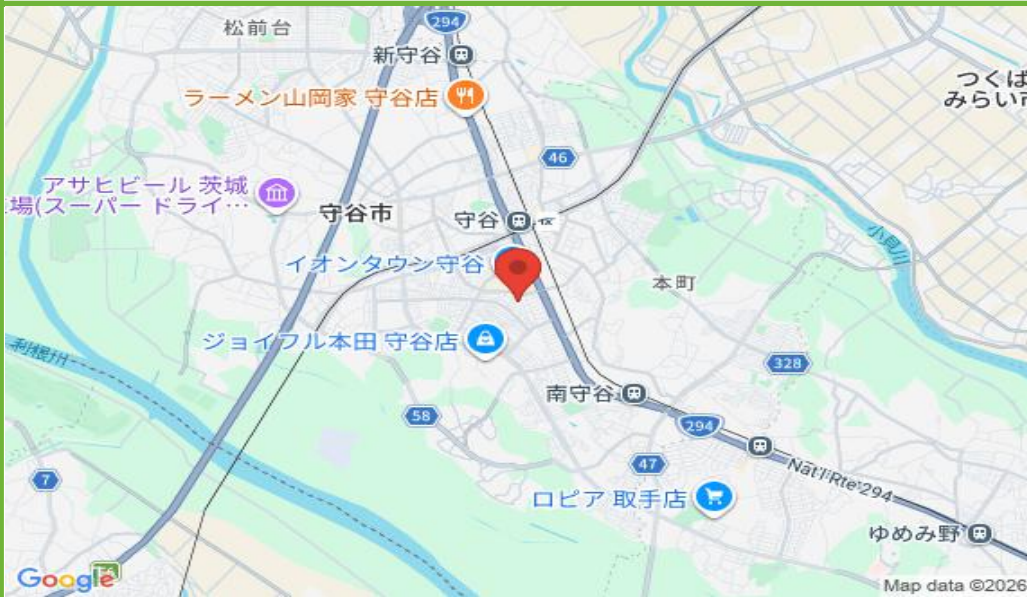 294
松前台
新守谷
ラーメン山岡家 守谷店
つくば
みらい市
46
アサヒビール 茨城
工場(スーパー ドライ…
守谷市
守谷
小貝川
イオンタウン守谷
本町
ジョイフル本田 守谷店
利根川
328
南守谷
58
294
47
7
Nat'l Rte 294
ロピア 取手店
ゆめみ野
Google
Map data ©2026